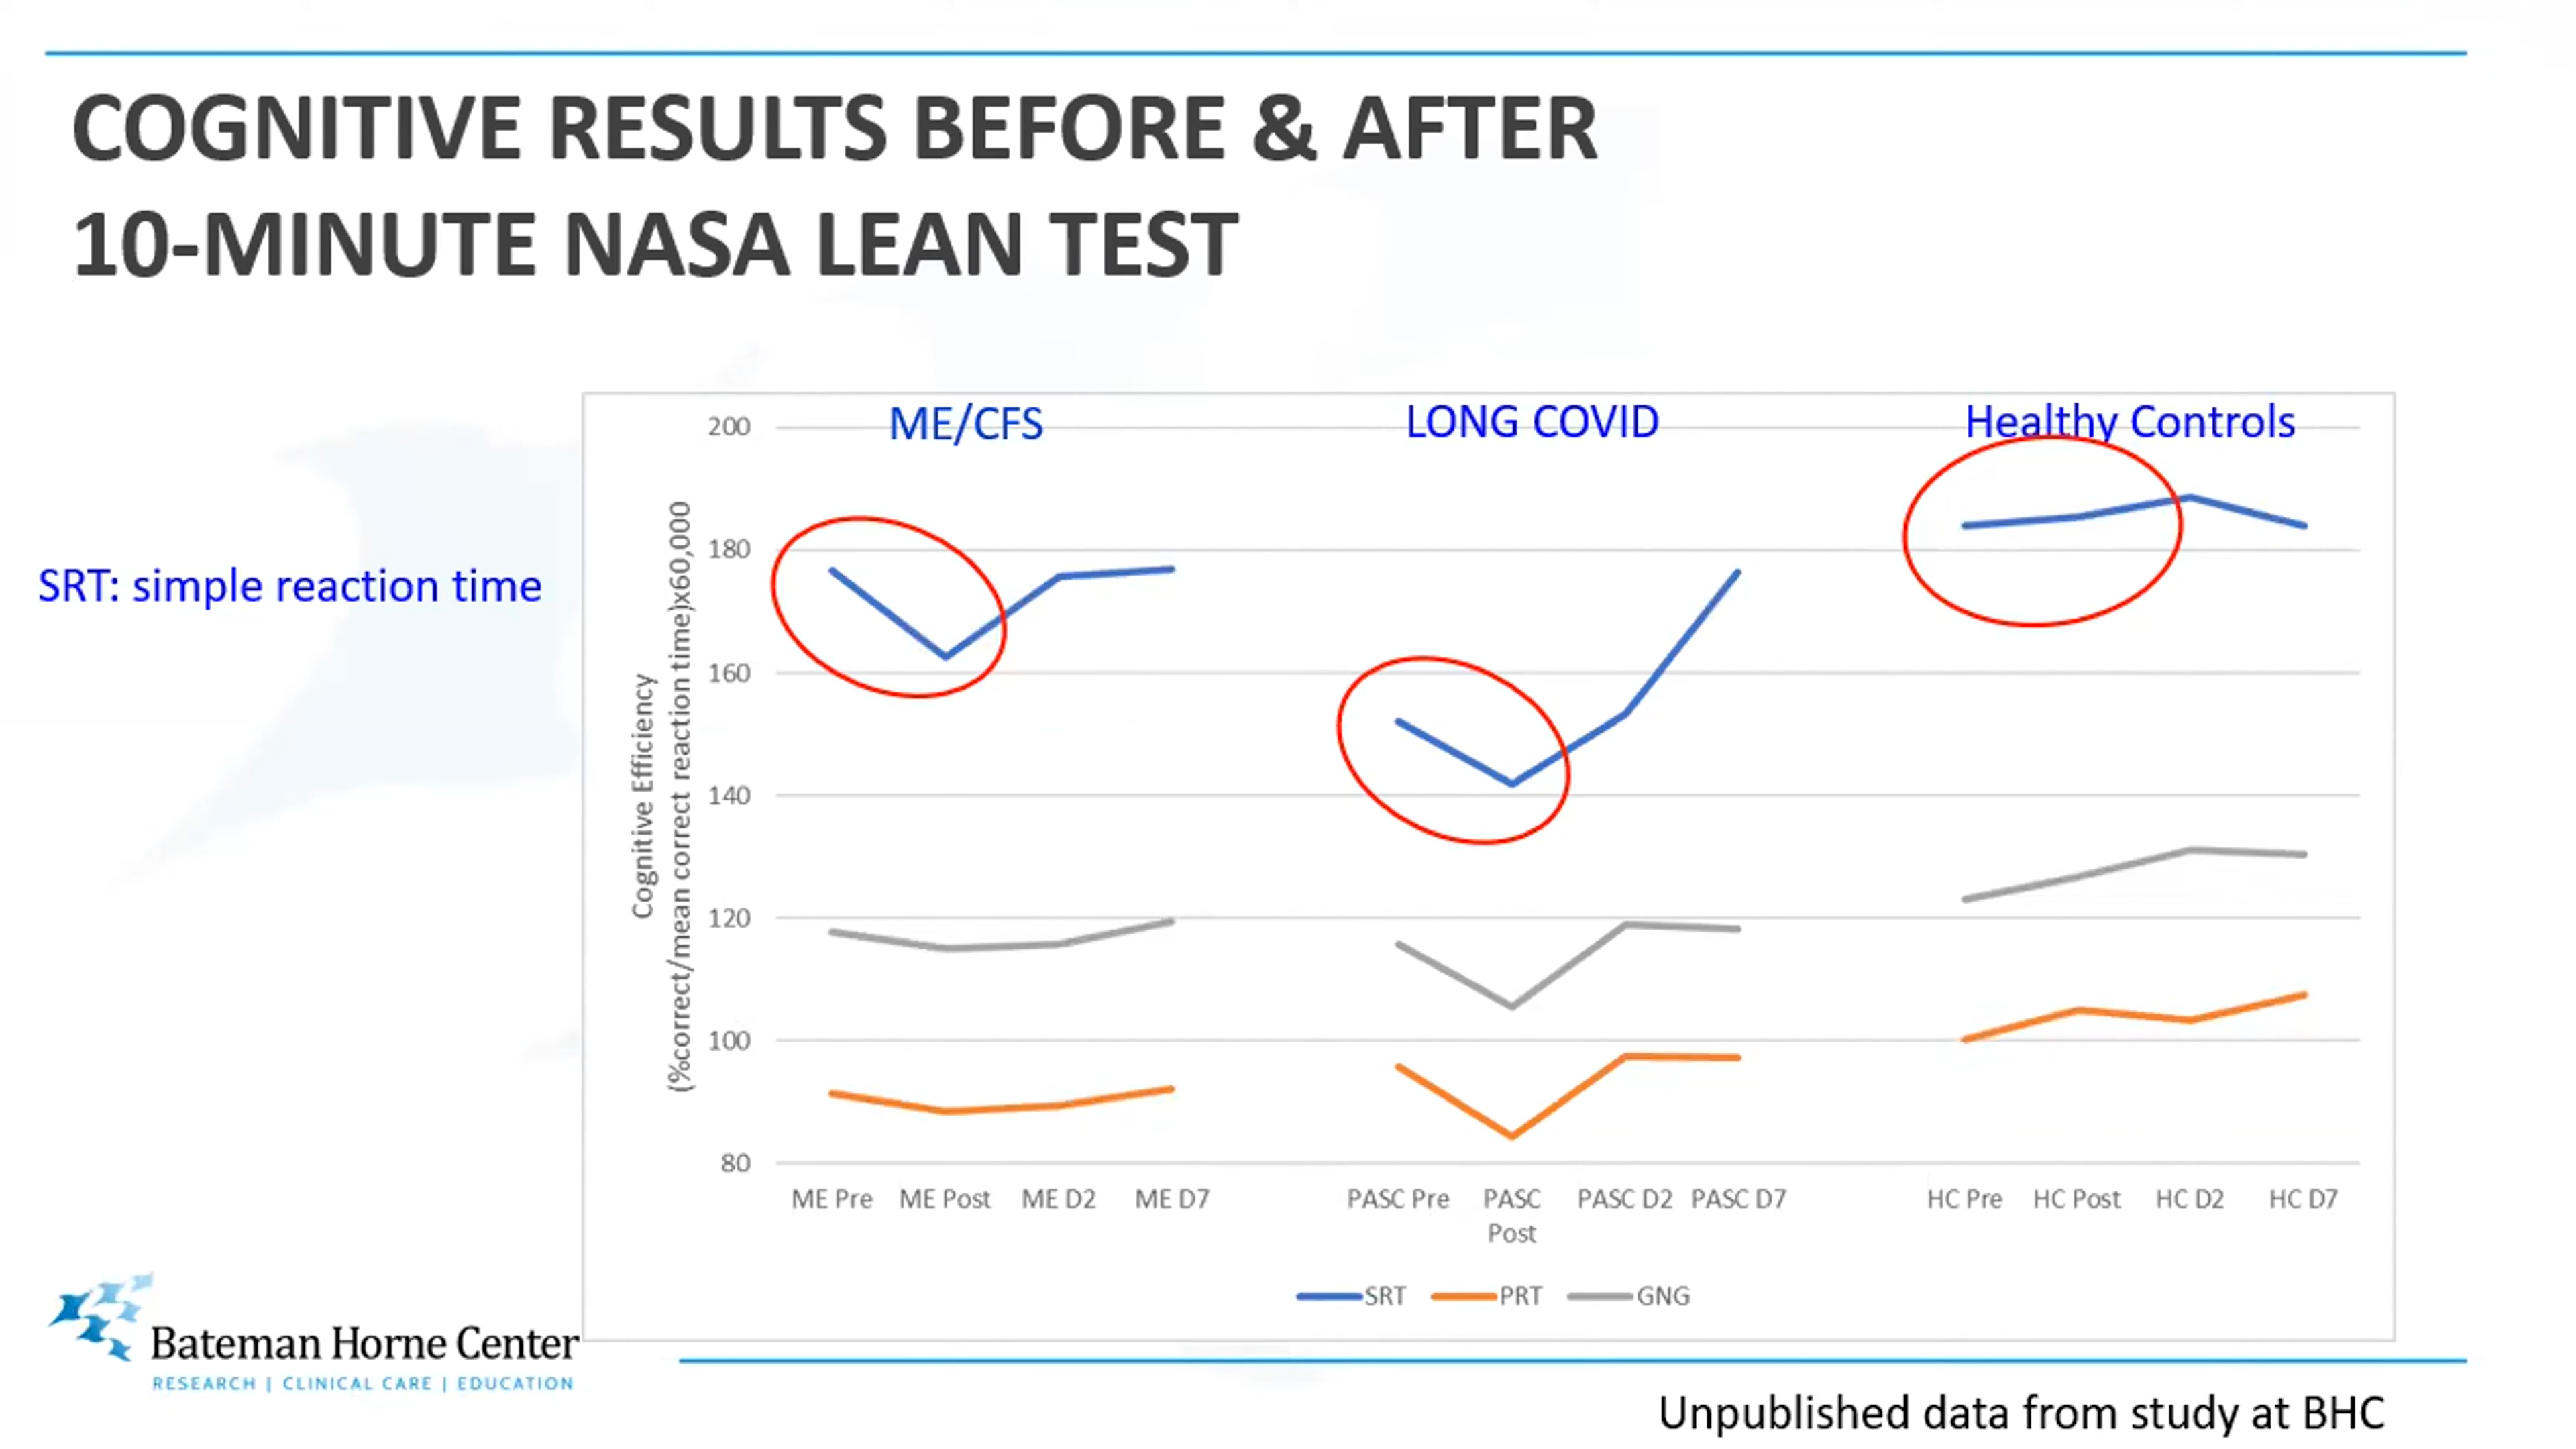 COGNITIVE RESULTS BEFORE & AFTER
10-MINUTE NASA LEAN TEST
SRT: simple reaction time
ME/CFS
LONG COVID
Healthy Controls
Cognitive Efficiency
(%correct/mean correct reaction time)x60,000
200
180
160
140
120
100
80
ME Pre
ME Post
ME D2
ME D7
PASC Pre
PASC
Post
PASC D2
PASC D7
HC Pre
HC Post
HC D2
HC D7
SRT
PRT
GNG
Bateman Horne Center
RESEARCH | CLINICAL CARE | EDUCATION
Unpublished data from study at BHC